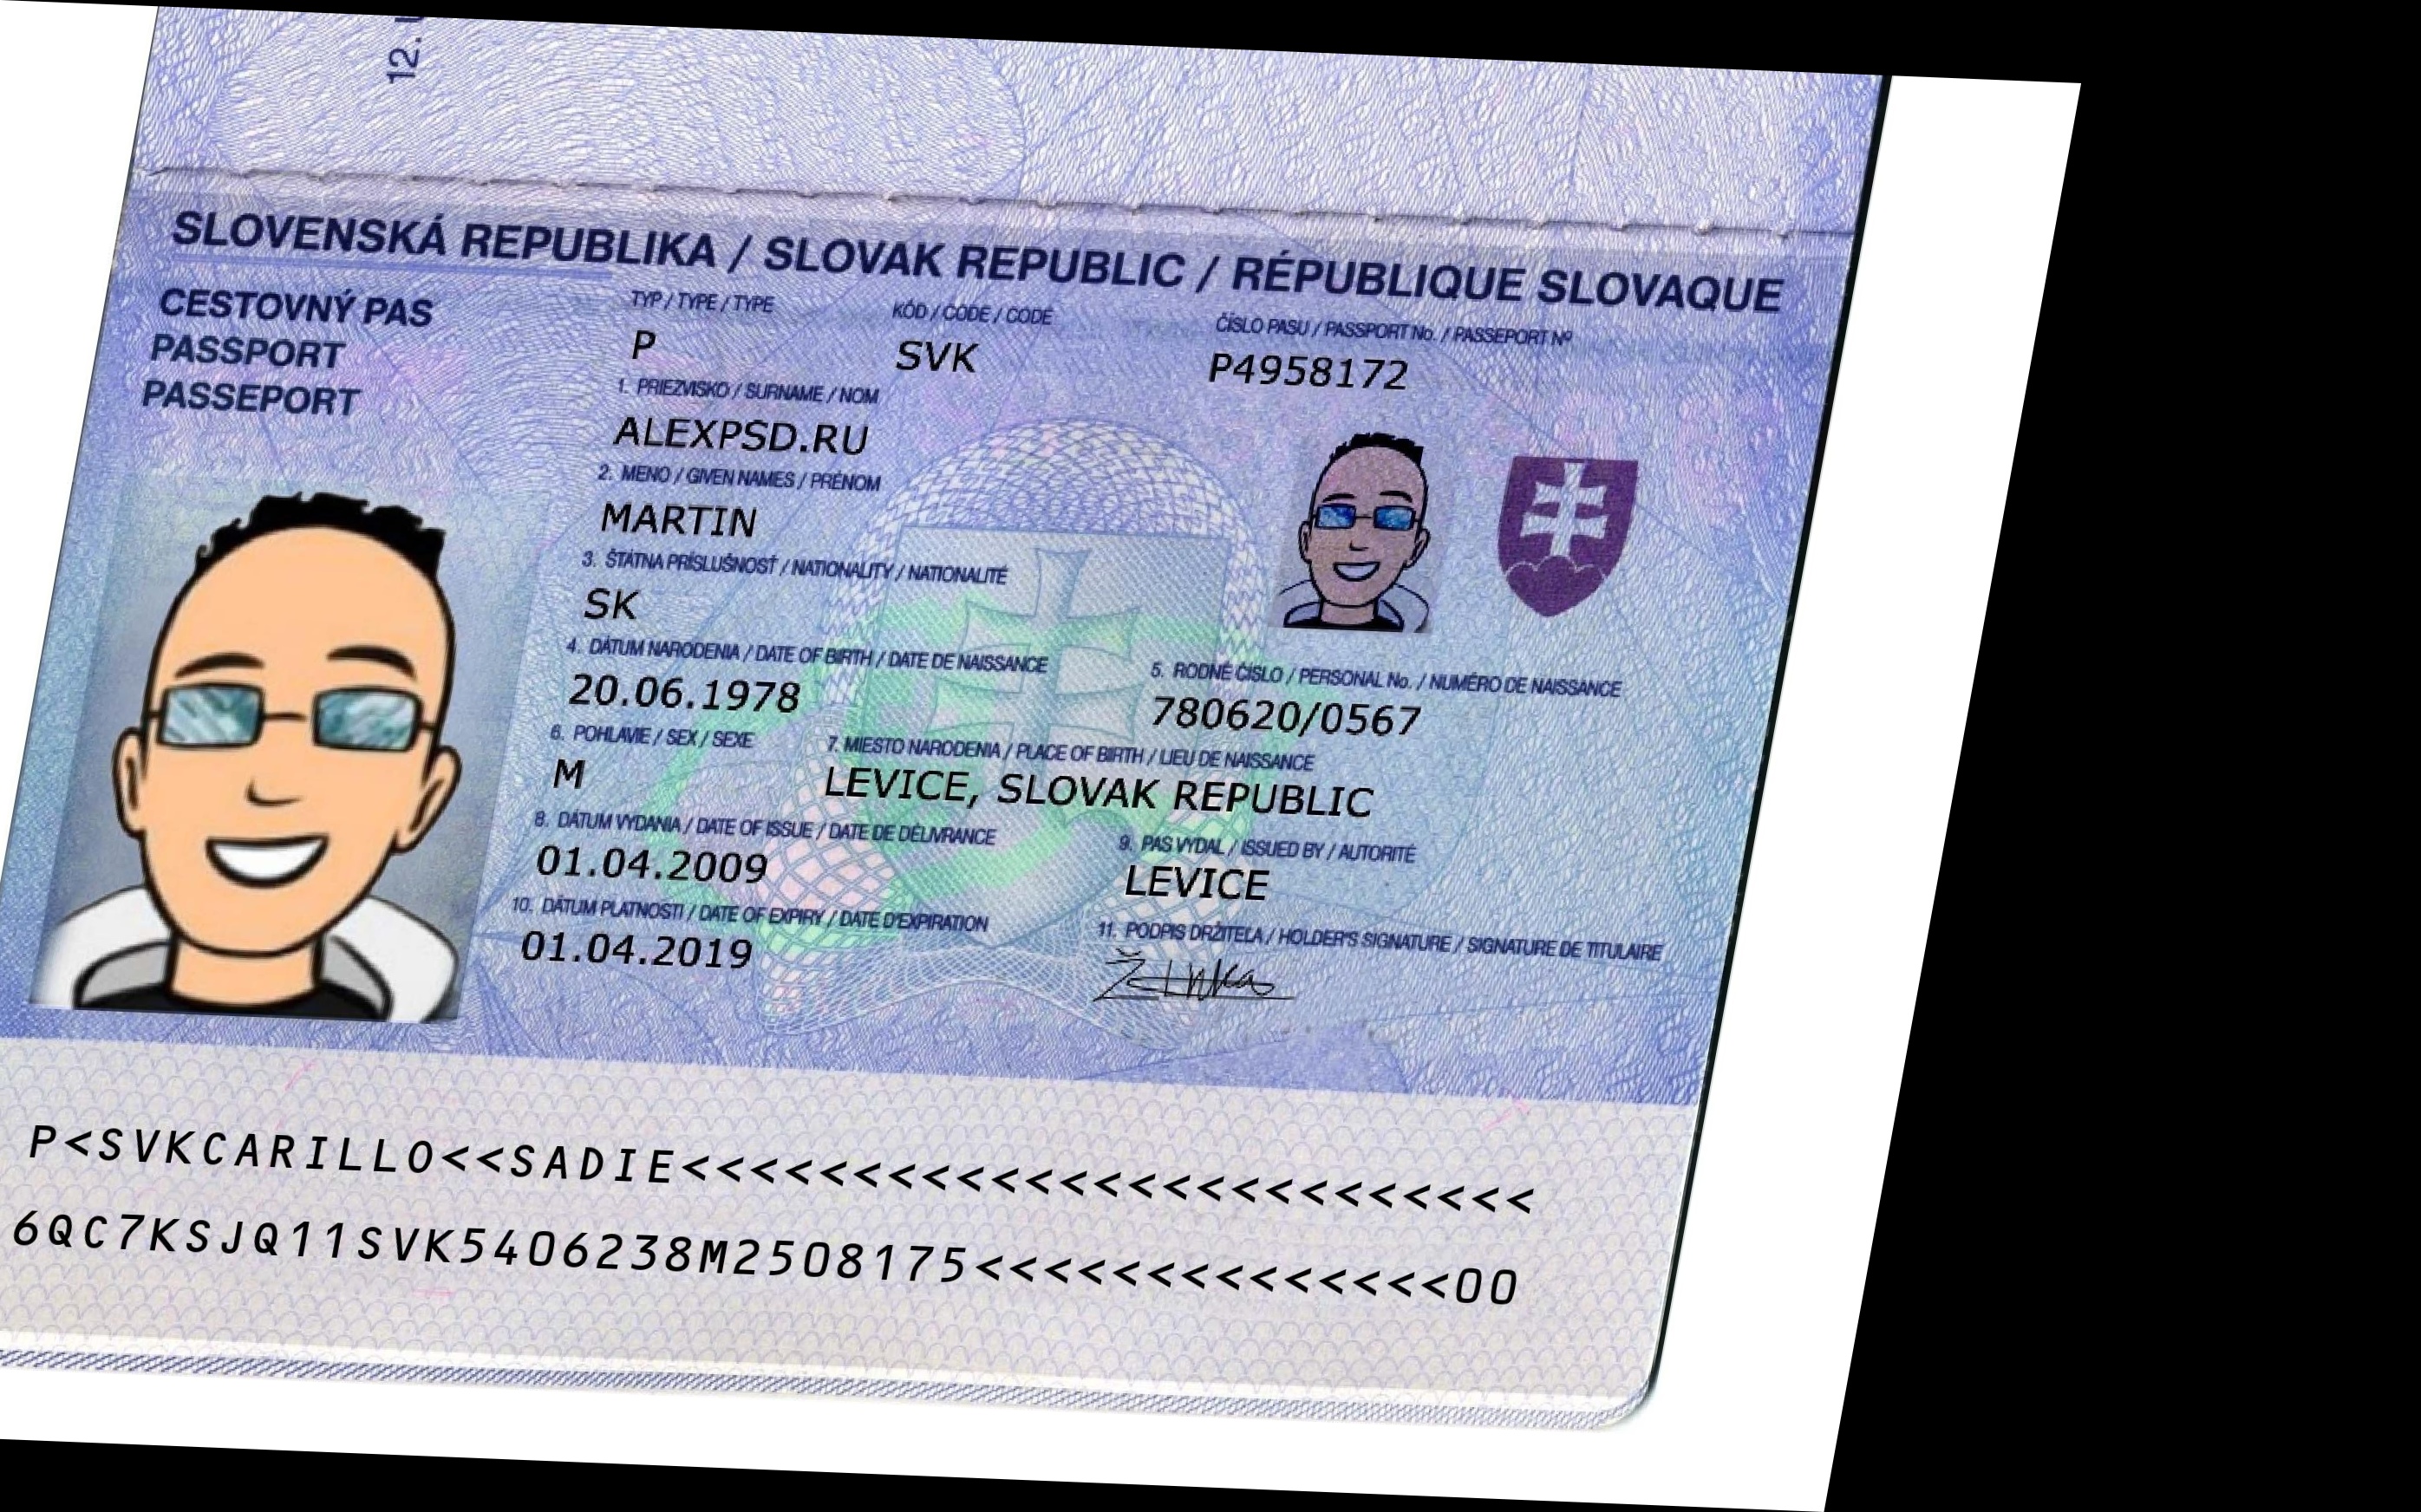 12.
SLOVENSKÁ REPUBLIKA / SLOVAK REPUBLIC / RÉPUBLIQUE SLOVAQUE
CESTOVNÝ PAS
PASSPORT
PASSEPORT
TYP / TYPE / TYPE
KÓD / CODE / CODE
ČÍSLO PASU / PASSPORT No. / PASSEPORT Nº
P
SVK
P4958172
1. PRIEZVISKO / SURNAME / NOM
ALEXPSD.RU
2. MENO / GIVEN NAMES / PRÉNOM
MARTIN
3. ŠTÁTNA PRÍSLUŠNOSŤ / NATIONALITY / NATIONALITÉ
SK
4. DÁTUM NARODENIA / DATE OF BIRTH / DATE DE NAISSANCE
5. RODNÉ ČÍSLO / PERSONAL No. / NUMÉRO DE NAISSANCE
20.06.1978
780620/0567
6. POHLAVIE / SEX / SEXE
7. MIESTO NARODENIA / PLACE OF BIRTH / LIEU DE NAISSANCE
M
LEVICE, SLOVAK REPUBLIC
8. DÁTUM VYDANIA / DATE OF ISSUE / DATE DE DÉLIVRANCE
9. PAS VYDAL / ISSUED BY / AUTORITÉ
01.04.2009
LEVICE
10. DÁTUM PLATNOSTI / DATE OF EXPIRY / DATE D'EXPIRATION
11. PODPIS DRŽITEĽA / HOLDER'S SIGNATURE / SIGNATURE DE TITULAIRE
01.04.2019
P<SVKCARILLO<<SADIE<<<<<<<<<<<<<<<<<<<<<<<<<
6QC7KSJQ11SVK5406238M2508175<<<<<<<<<<<<<<00